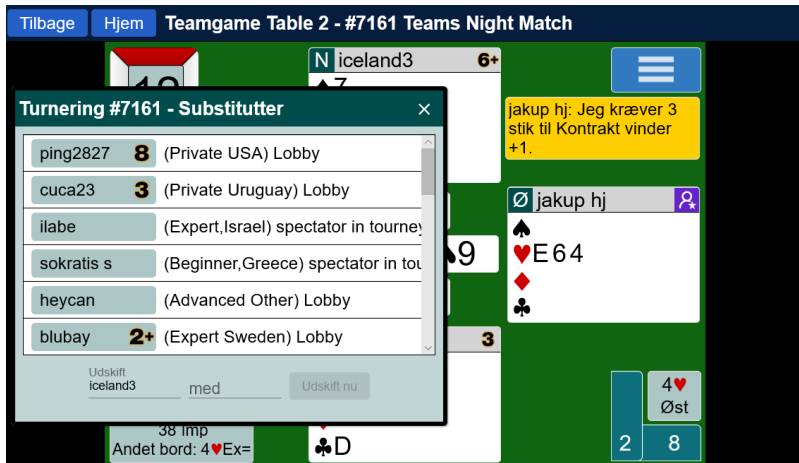 Tilbage Hjem Teamgame Table 2 - #7161 Teams Night Match
N iceland3 6+
♠7
jakup hj: Jeg kræver 3
stik til Kontrakt vinder
+1.
Turnering #7161 - Substitutter ×
ping2827 8 (Private USA) Lobby
cuca23 3 (Private Uruguay) Lobby
ilabe (Expert,Israel) spectator in tourney
sokratis s (Beginner,Greece) spectator in tou
heycan (Advanced Other) Lobby
blubay 2+ (Expert Sweden) Lobby
Udskift
iceland3 med Udskift nu
♠9
Ø jakup hj
♠
♥E64
♦
♣
3
4♥
Øst
2 8
38 Imp
Andet bord: 4♥Ex=
♣D